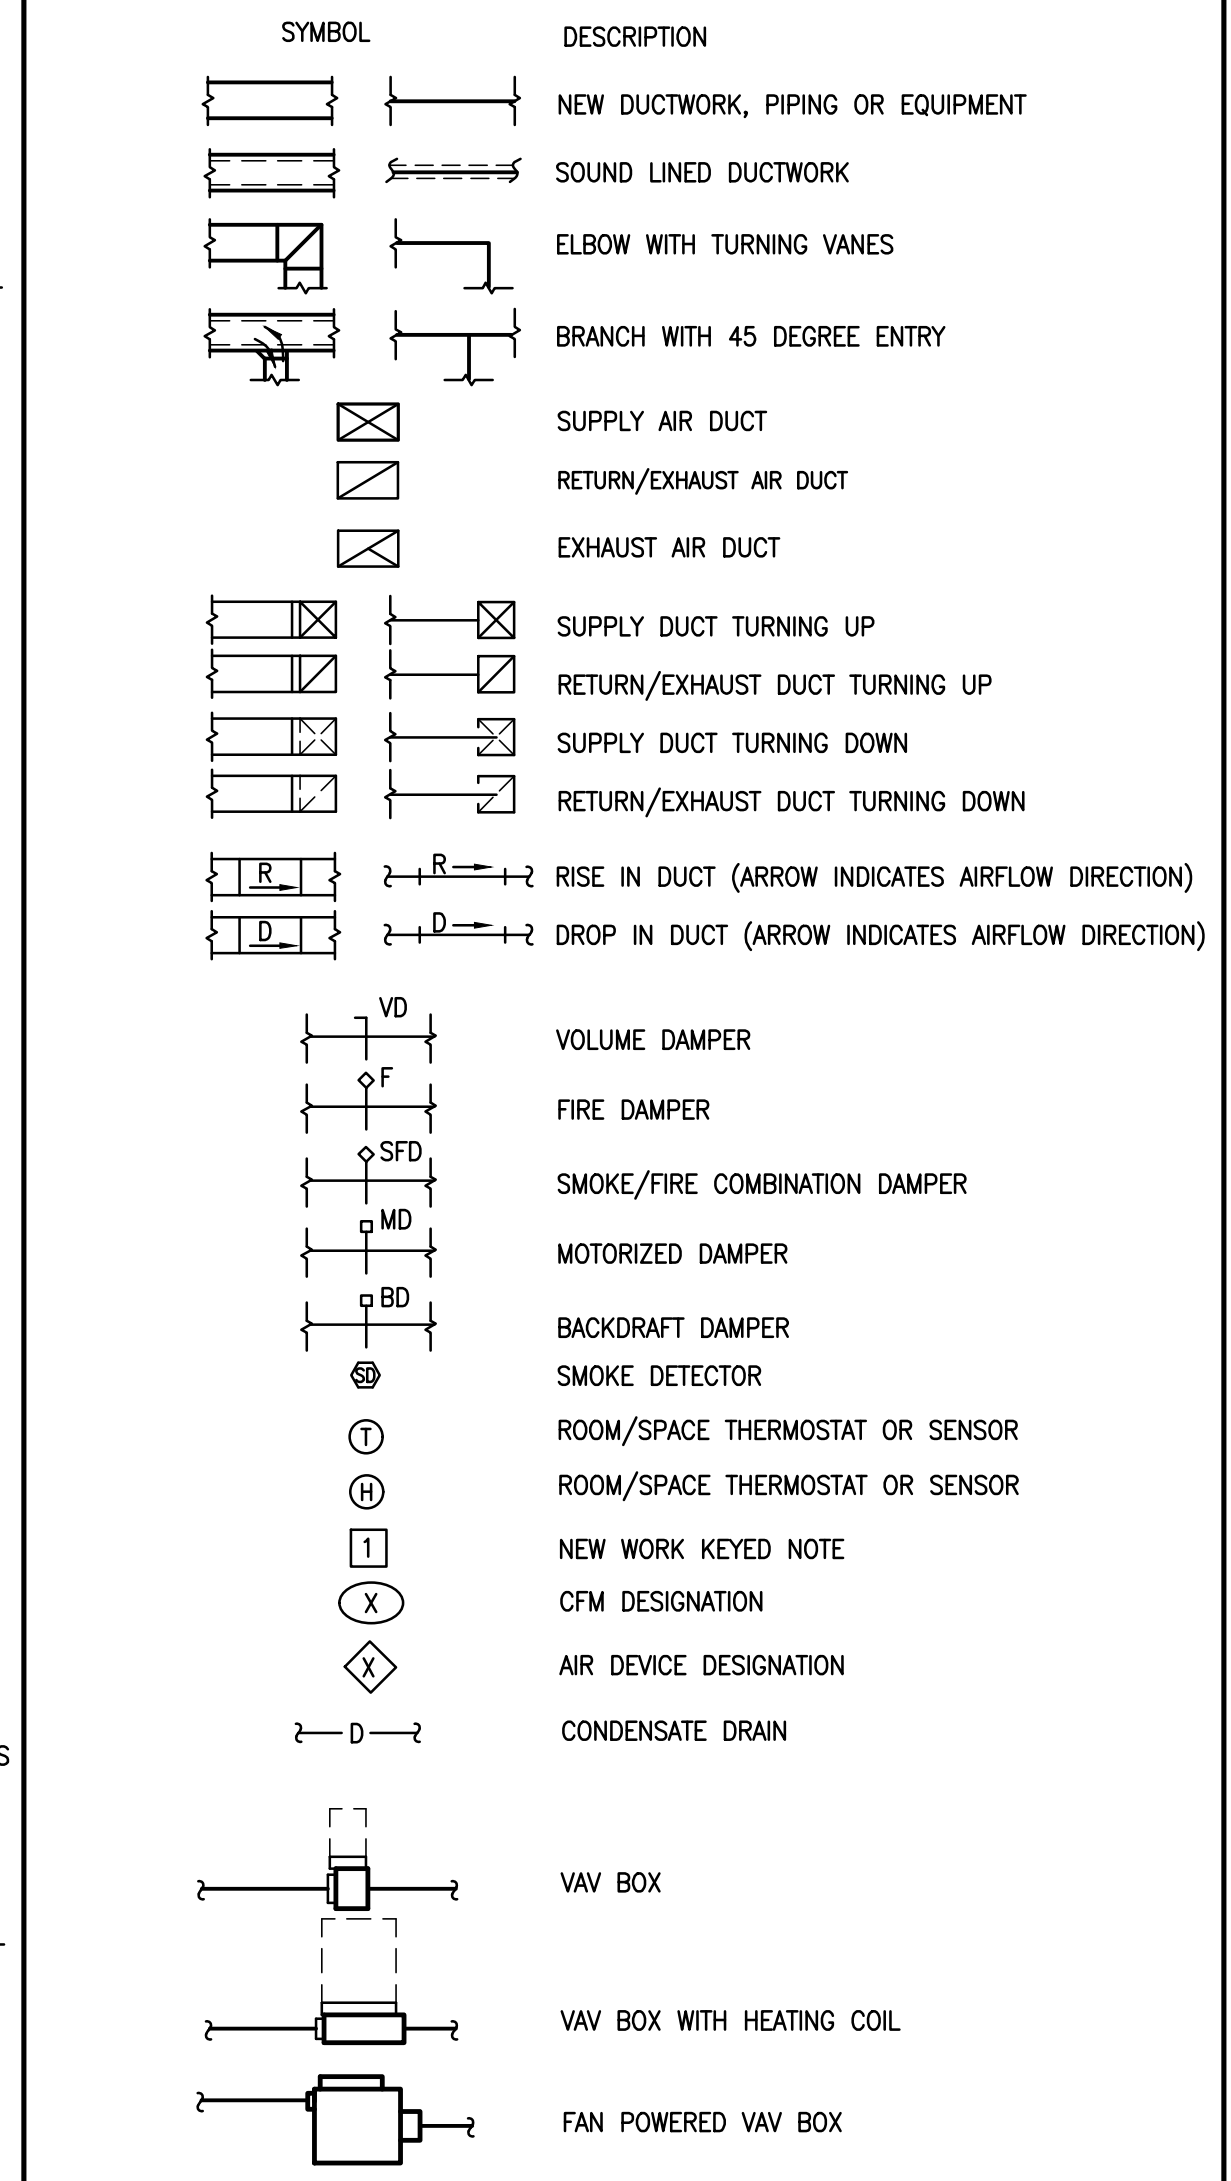 SYMBOL DESCRIPTION
NEW DUCTWORK, PIPING OR EQUIPMENT
SOUND LINED DUCTWORK
ELBOW WITH TURNING VANES
BRANCH WITH 45 DEGREE ENTRY
SUPPLY AIR DUCT
RETURN/EXHAUST AIR DUCT
EXHAUST AIR DUCT
SUPPLY DUCT TURNING UP
RETURN/EXHAUST DUCT TURNING UP
SUPPLY DUCT TURNING DOWN
RETURN/EXHAUST DUCT TURNING DOWN
R R RISE IN DUCT (ARROW INDICATES AIRFLOW DIRECTION)
D D DROP IN DUCT (ARROW INDICATES AIRFLOW DIRECTION)
VD VOLUME DAMPER
F FIRE DAMPER
SFD SMOKE/FIRE COMBINATION DAMPER
MD MOTORIZED DAMPER
BD BACKDRAFT DAMPER
SD SMOKE DETECTOR
T ROOM/SPACE THERMOSTAT OR SENSOR
H ROOM/SPACE THERMOSTAT OR SENSOR
1 NEW WORK KEYED NOTE
X CFM DESIGNATION
X AIR DEVICE DESIGNATION
D CONDENSATE DRAIN
S
VAV BOX
VAV BOX WITH HEATING COIL
FAN POWERED VAV BOX